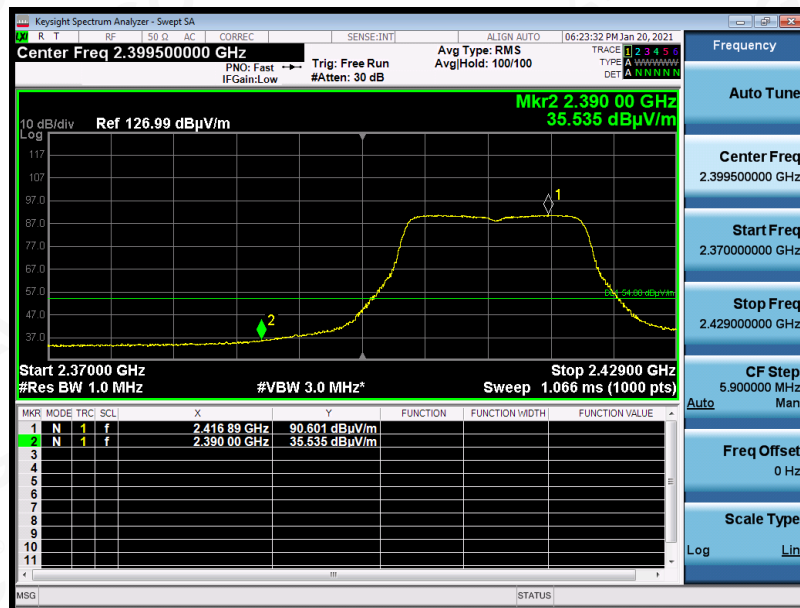 Keysight Spectrum Analyzer - Swept SA
LXI R T RF 50 Ω AC CORREC SENSE:INT ALIGN AUTO 06:23:32 PM Jan 20, 2021
Center Freq 2.399500000 GHz
PNO: Fast
IFGain:Low
Trig: Free Run
#Atten: 30 dB
Avg Type: RMS
Avg|Hold: 100/100
TRACE 1 2 3 4 5 6
TYPE A WWWWW
DET A N N N N N
Mkr2 2.390 00 GHz
35.535 dBµV/m
10 dB/div Ref 126.99 dBµV/m
Log
117
107
97.0
87.0
77.0
67.0
57.0
47.0
37.0
1
2
DL1 54.00 dBµV/m
Start 2.37000 GHz Stop 2.42900 GHz
#Res BW 1.0 MHz #VBW 3.0 MHz* Sweep 1.066 ms (1000 pts)
MKR MODE TRC SCL X Y FUNCTION FUNCTION WIDTH FUNCTION VALUE
1 N 1 f 2.416 89 GHz 90.601 dBµV/m
2 N 1 f 2.390 00 GHz 35.535 dBµV/m
3
4
5
6
7
8
9
10
11
MSG STATUS
Frequency
Auto Tune
Center Freq
2.399500000 GHz
Start Freq
2.370000000 GHz
Stop Freq
2.429000000 GHz
CF Step
5.900000 MHz
Auto Man
Freq Offset
0 Hz
Scale Type
Log Lin